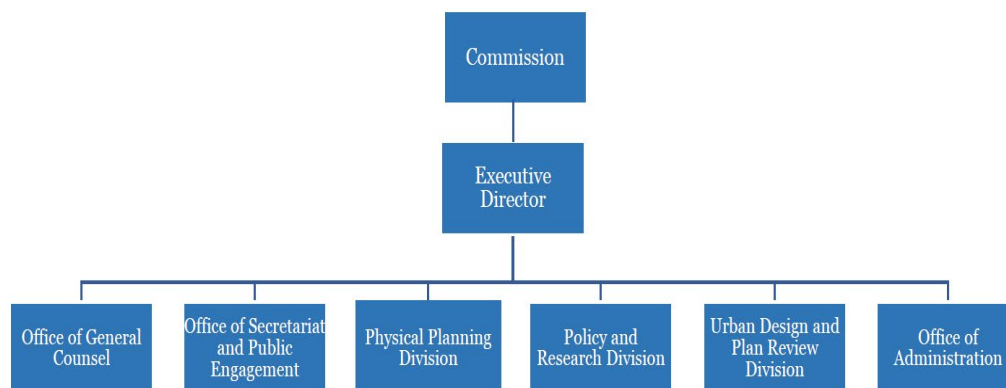 Commission
Executive
Director
Office of General
Counsel
Office of Secretariat
and Public
Engagement
Physical Planning
Division
Policy and
Research Division
Urban Design and
Plan Review
Division
Office of
Administration